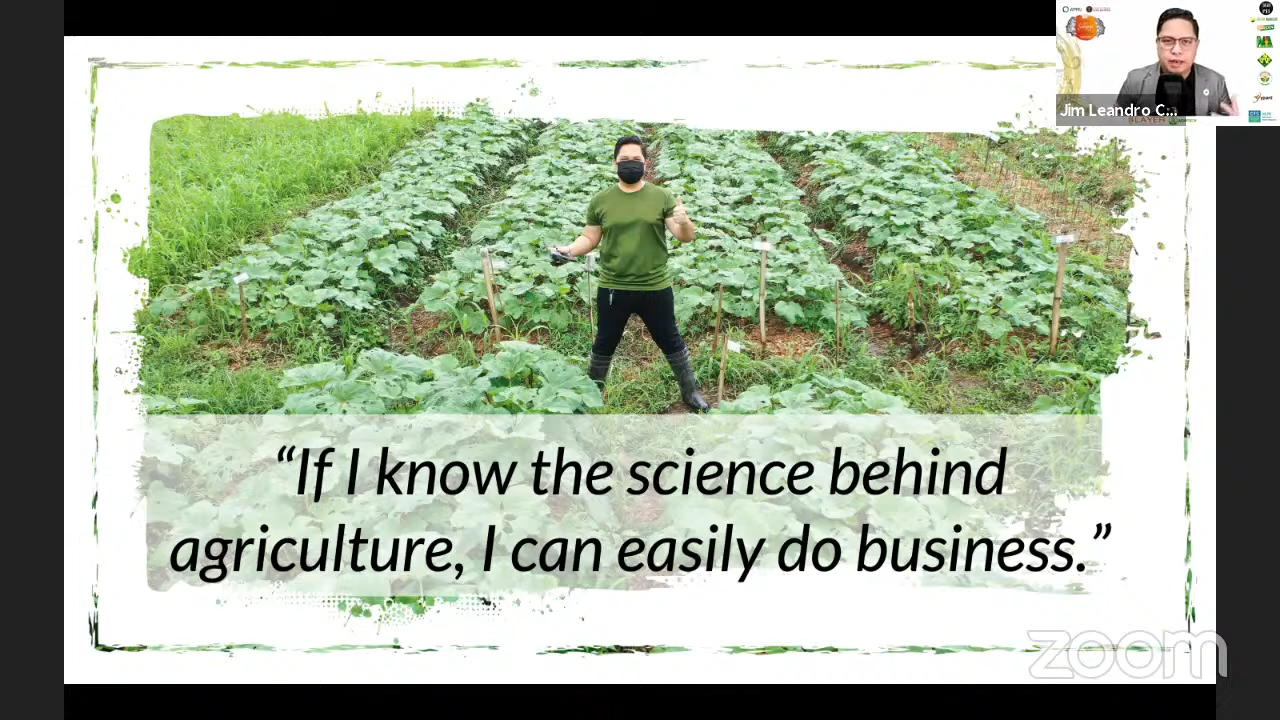 Jim Leandro C...
“If I know the science behind
agriculture, I can easily do business.”
zoom